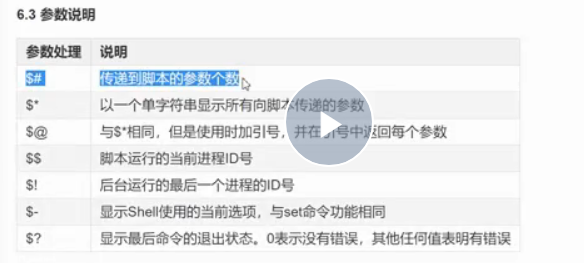 6.3 参数说明
参数处理 说明
$# 传递到脚本的参数个数
$* 以一个单字符串显示所有向脚本传递的参数
$@ 与$*相同，但是使用时加引号，并在引号中返回每个参数
$$ 脚本运行的当前进程ID号
$! 后台运行的最后一个进程的ID号
$- 显示Shell使用的当前选项，与set命令功能相同
$? 显示最后命令的退出状态。0表示没有错误，其他任何值表明有错误